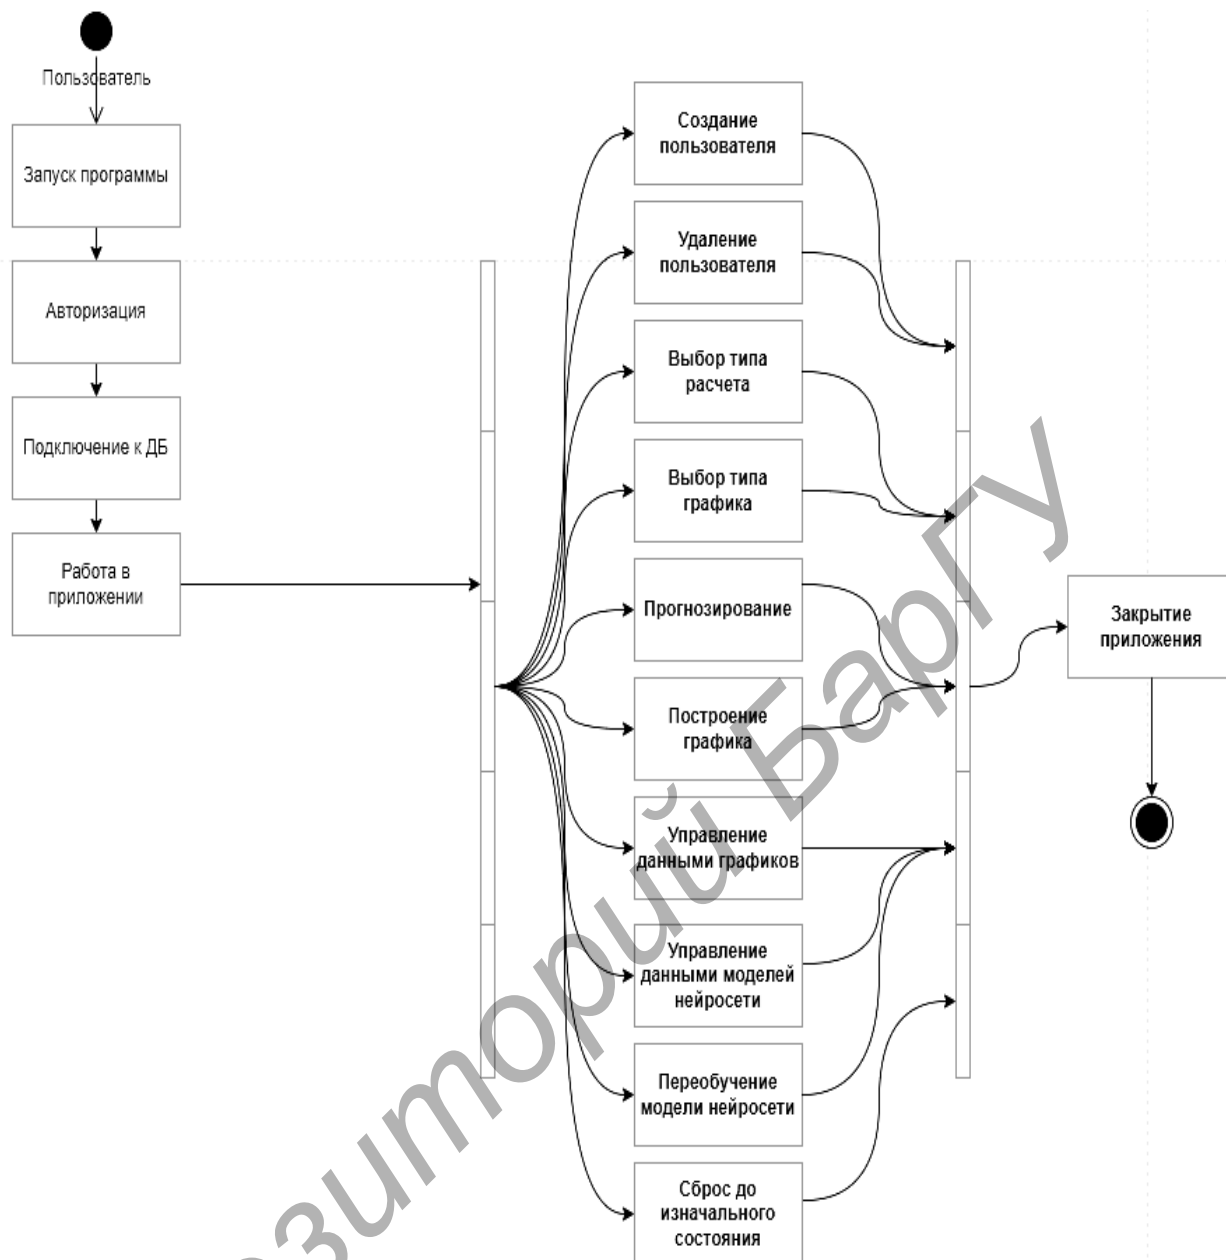 Пользователь
Запуск программы
Авторизация
Подключение к ДБ
Работа в
приложении
Создание
пользователя
Удаление
пользователя
Выбор типа
расчета
Выбор типа
графика
Прогнозирование
Построение
графика
Управление
данными графиков
Управление
данными моделей
нейросети
Переобучение
модели нейросети
Сброс до
изначального
состояния
Закрытие
приложения
зиторий БарГУ